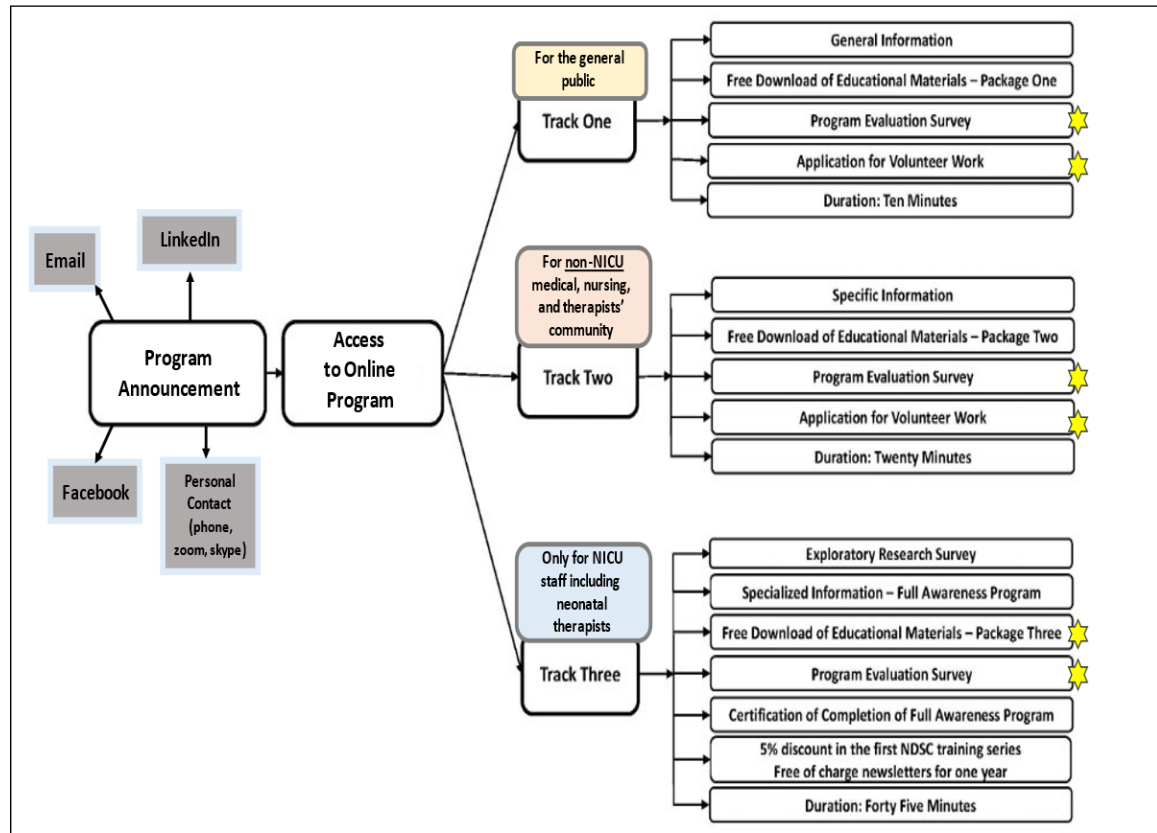 Email
LinkedIn
Program
Announcement
Facebook
Personal
Contact
(phone,
zoom, skype)
Access
to Online
Program
For the general
public
Track One
General Information
Free Download of Educational Materials – Package One
Program Evaluation Survey
Application for Volunteer Work
Duration: Ten Minutes
For non-NICU
medical, nursing,
and therapists'
community
Track Two
Specific Information
Free Download of Educational Materials – Package Two
Program Evaluation Survey
Application for Volunteer Work
Duration: Twenty Minutes
Only for NICU
staff including
neonatal
therapists
Track Three
Exploratory Research Survey
Specialized Information – Full Awareness Program
Free Download of Educational Materials – Package Three
Program Evaluation Survey
Certification of Completion of Full Awareness Program
5% discount in the first NDSC training series
Free of charge newsletters for one year
Duration: Forty Five Minutes